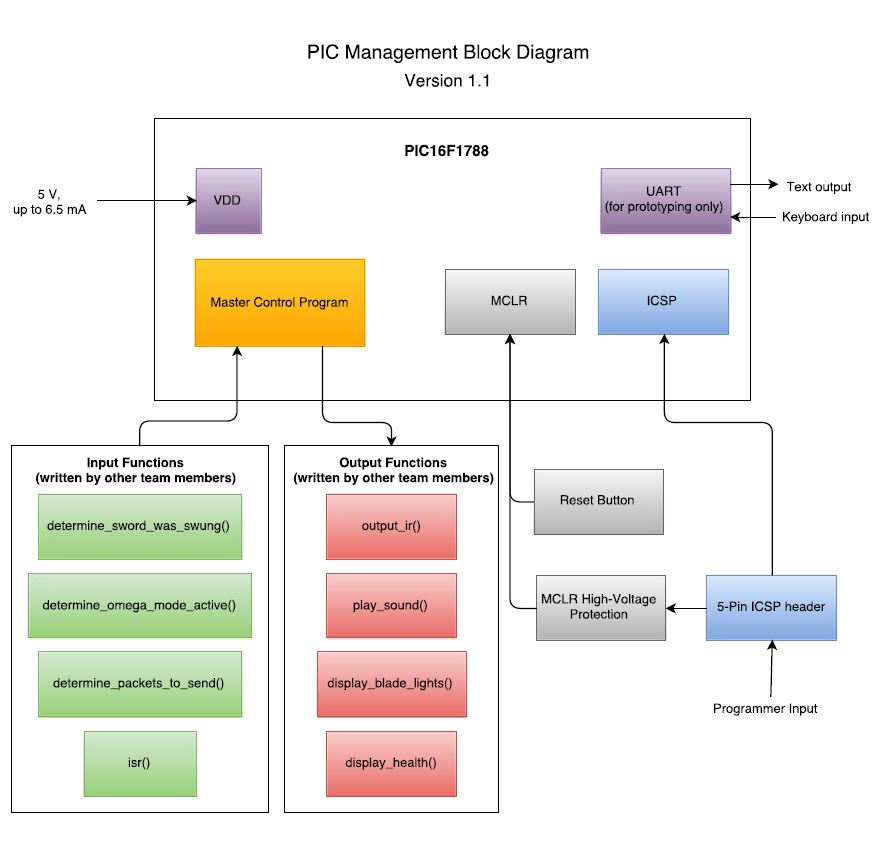 PIC Management Block Diagram
Version 1.1
PIC16F1788
5 V,
up to 6.5 mA
VDD
UART
(for prototyping only)
Text output
Keyboard input
Master Control Program
MCLR
ICSP
Input Functions
(written by other team members)
determine_sword_was_swung()
determine_omega_mode_active()
determine_packets_to_send()
isr()
Output Functions
(written by other team members)
output_ir()
play_sound()
display_blade_lights()
display_health()
Reset Button
MCLR High-Voltage
Protection
5-Pin ICSP header
Programmer Input